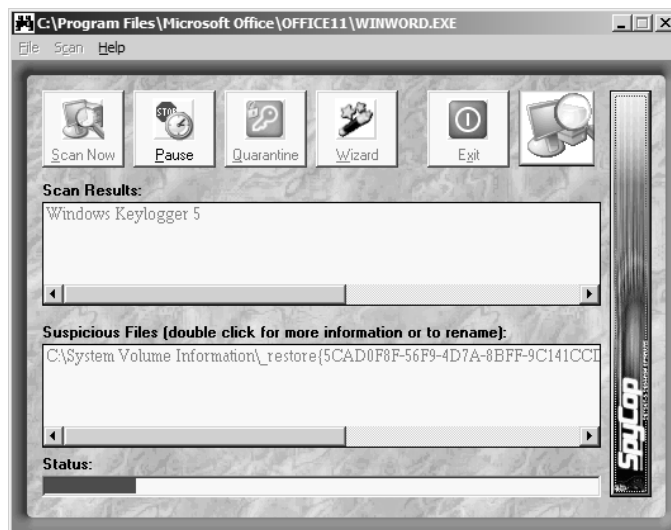 C:\Program Files\Microsoft Office\OFFICE11\WINWORD.EXE
File Scan Help
STOP
Scan Now Pause Quarantine Wizard Exit
Scan Results:
Windows Keylogger 5
Suspicious Files (double click for more information or to rename):
C:\System Volume Information\_restore{5CAD0F8F-56F9-4D7A-8BFF-9C141CCD
Status:
SpyCop